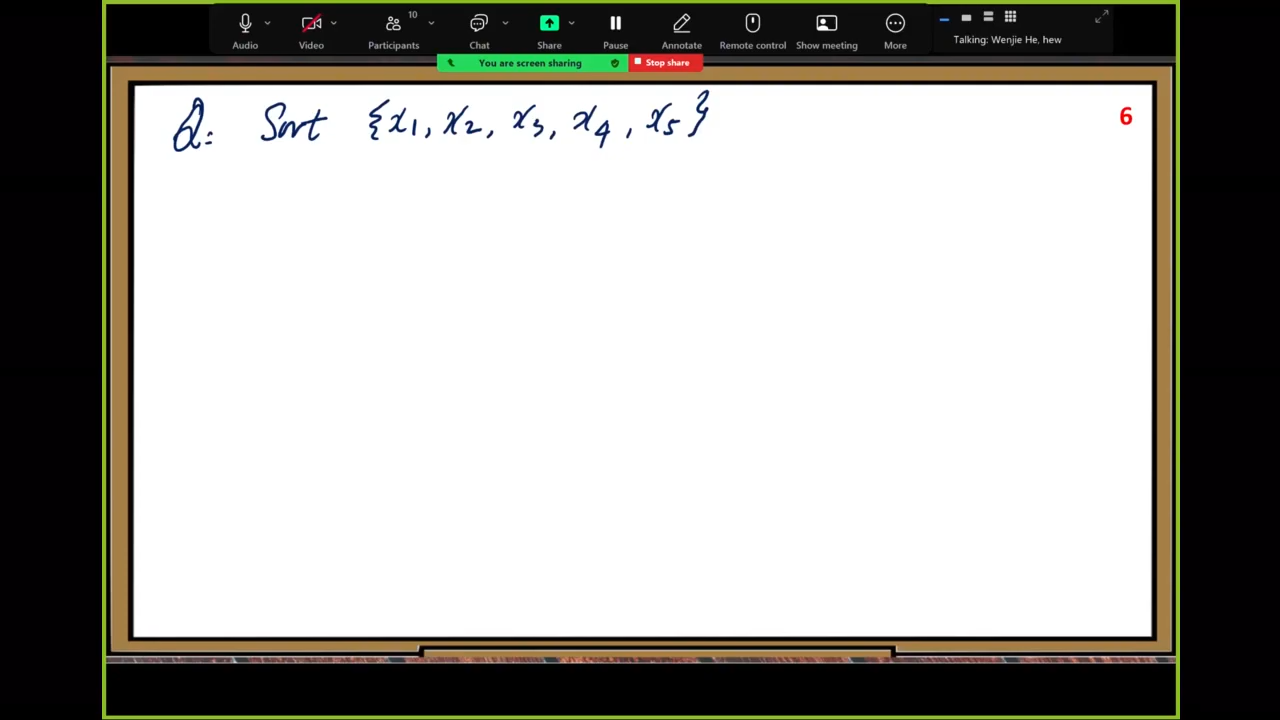 10
Audio Video Participants Chat Share Pause Annotate Remote control Show meeting More
Talking: Wenjie He, hew
You are screen sharing Stop share
Q: Sort {x1, x2, x3, x4, x5}
6